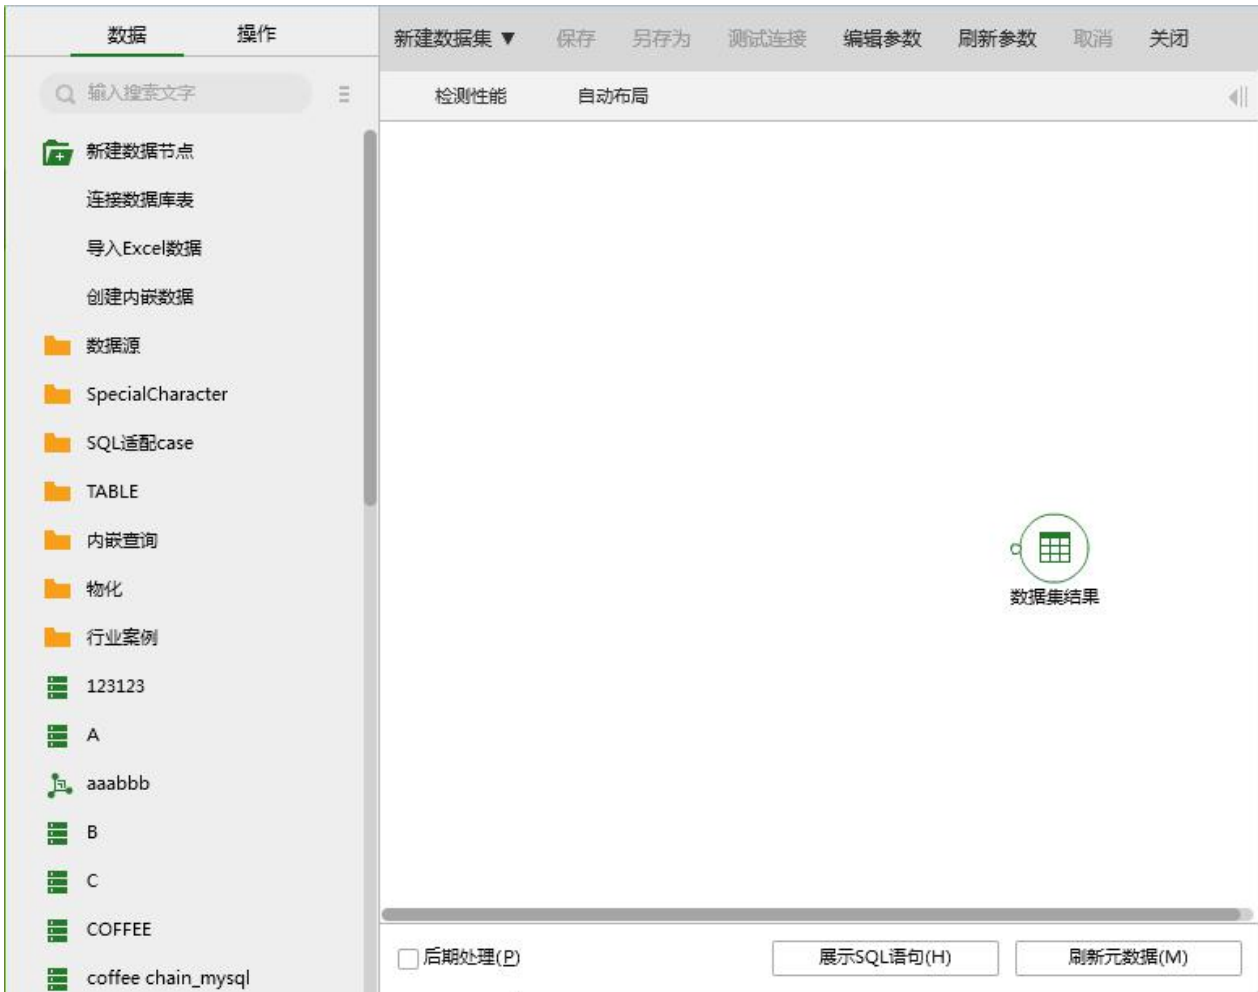 数据 操作
新建数据集 ▼ 保存 另存为 测试连接 编辑参数 刷新参数 取消 关闭
输入搜索文字
检测性能 自动布局
新建数据节点
连接数据库表
导入Excel数据
创建内嵌数据
数据源
SpecialCharacter
SQL适配case
TABLE
内嵌查询
物化
行业案例
123123
A
aaabbb
B
C
COFFEE
coffee chain_mysql
数据集结果
后期处理(P) 展示SQL语句(H) 刷新元数据(M)